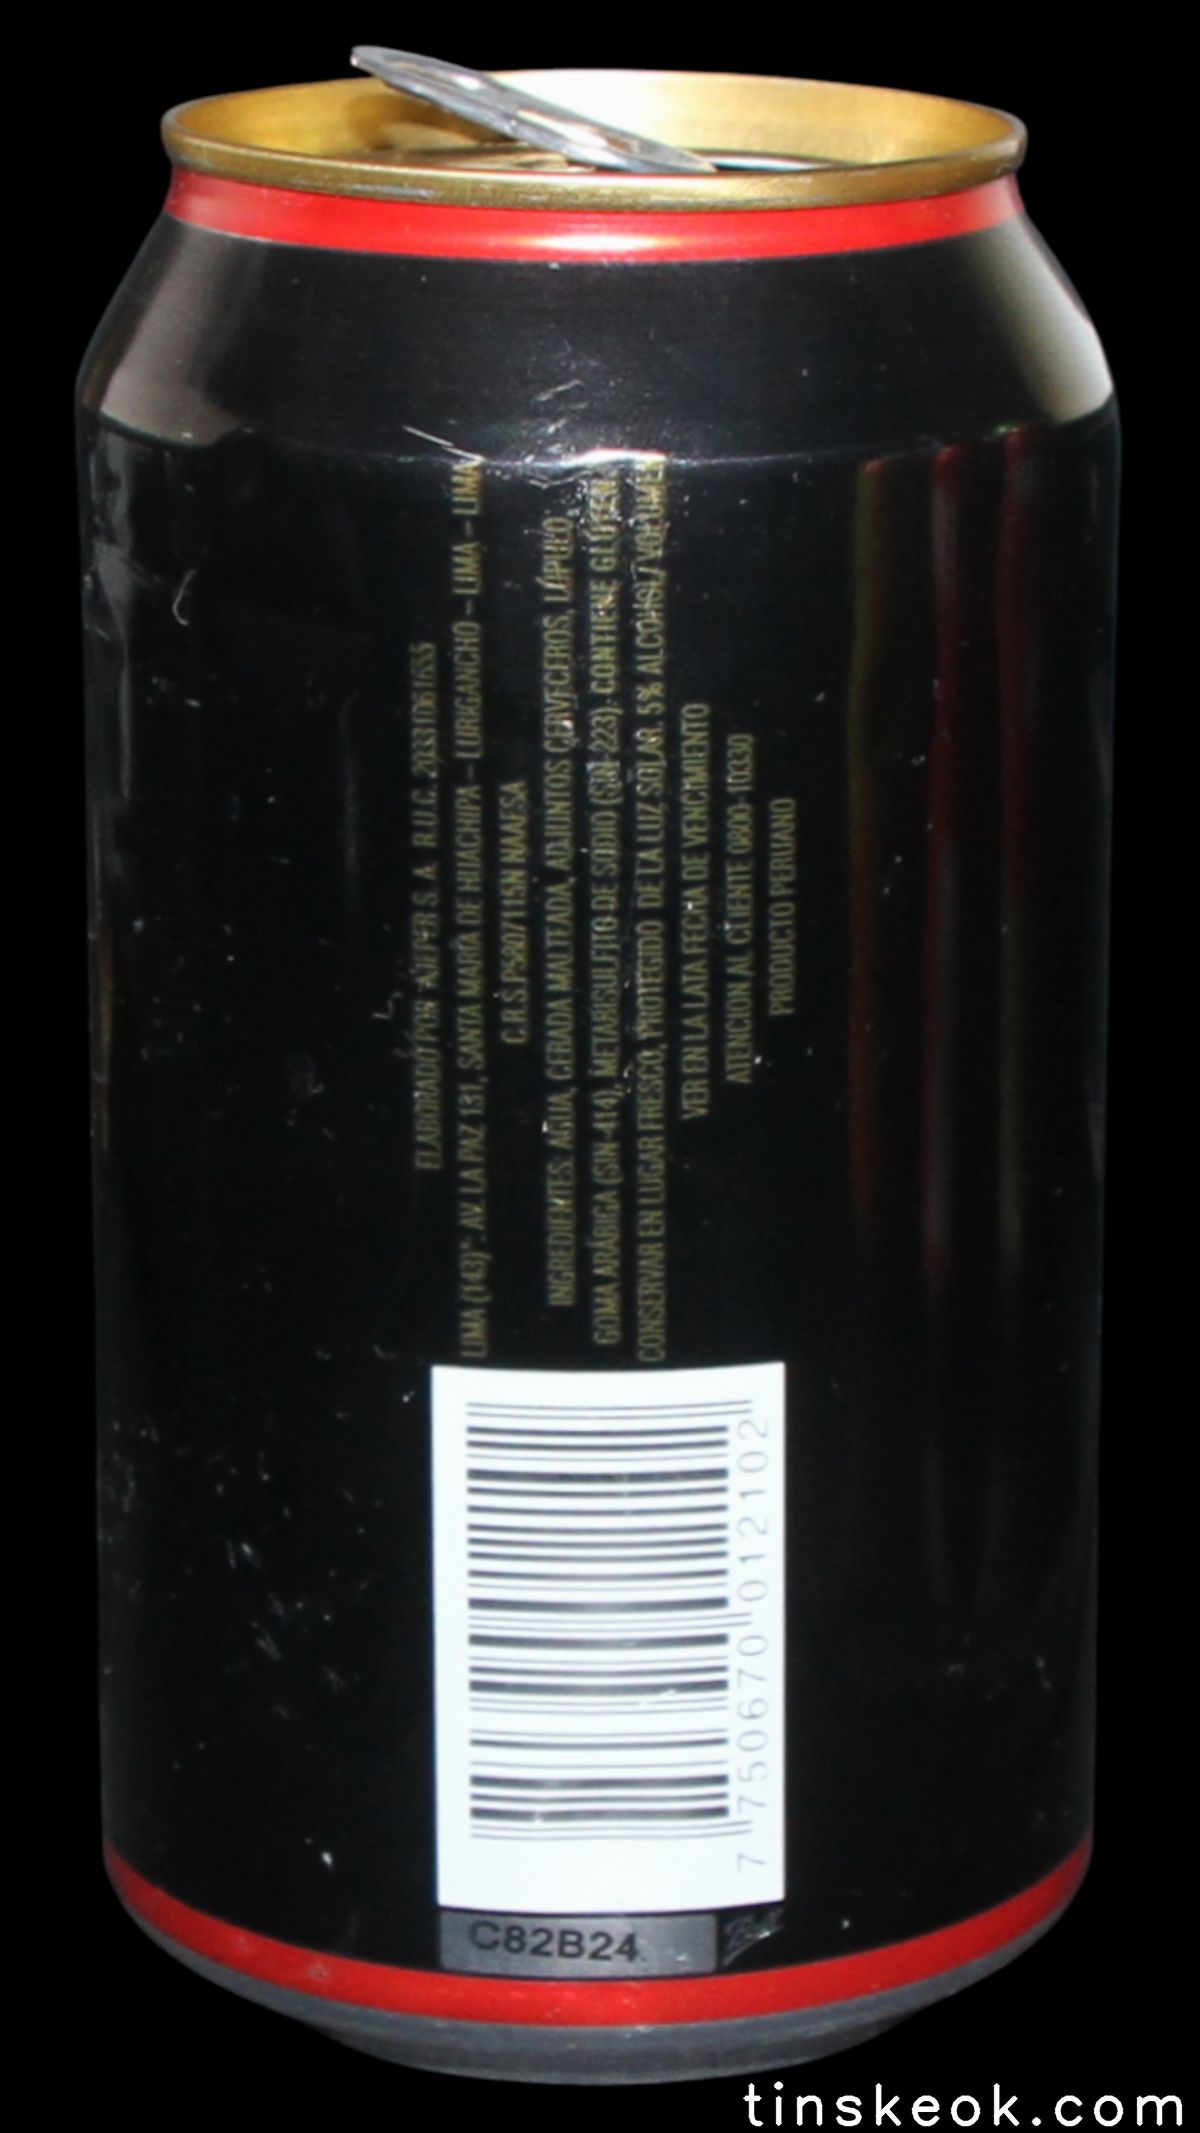 ELABORADO POR AJEPER S. A. R.U.C. 20331061655
LIMA (143)*: AV. LA PAZ 131, SANTA MARÍA DE HUACHIPA – LURIGANCHO – LIMA – LIMA
C.R.S. P5807115N NAAESA
INGREDIENTES: AGUA, CEBADA MALTEADA, ADJUNTOS CERVECEROS, LÚPULO,
GOMA ARÁBIGA (SIN-414), METABISULFITO DE SODIO (SIN-223). CONTIENE GLUTEN.
CONSERVAR EN LUGAR FRESCO, PROTEGIDO DE LA LUZ SOLAR. 5% ALCOHOL / VOLUMEN
VER EN LA LATA FECHA DE VENCIMIENTO
ATENCION AL CLIENTE 0800-10330
PRODUCTO PERUANO
7 750670 012102
C82B24
Ball
tinskeok.com